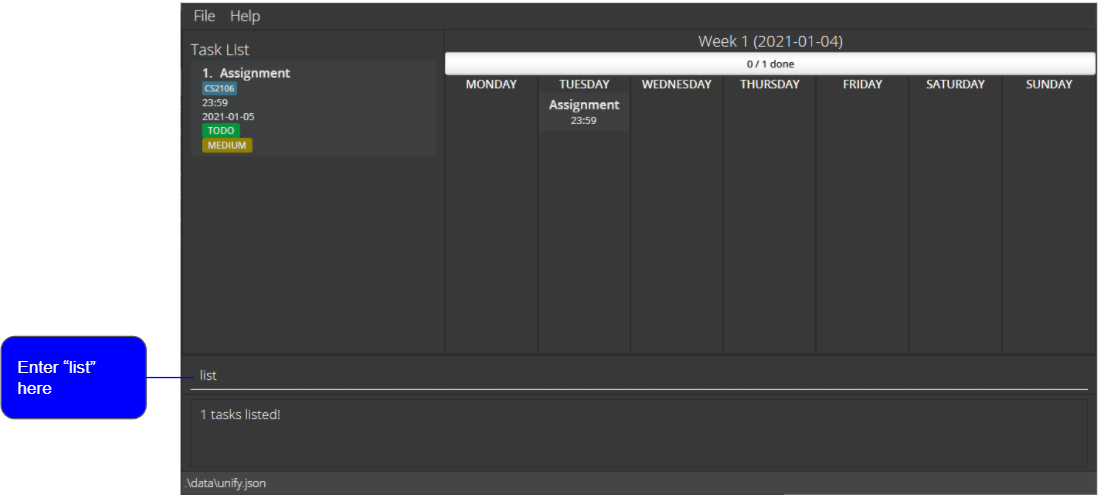 File Help
Task List
1. Assignment
CS2106
23:59
2021-01-05
TODO
MEDIUM
Week 1 (2021-01-04)
0 / 1 done
MONDAY TUESDAY WEDNESDAY THURSDAY FRIDAY SATURDAY SUNDAY
Assignment
23:59
Enter “list”
here
list
1 tasks listed!
.\data\unify.json